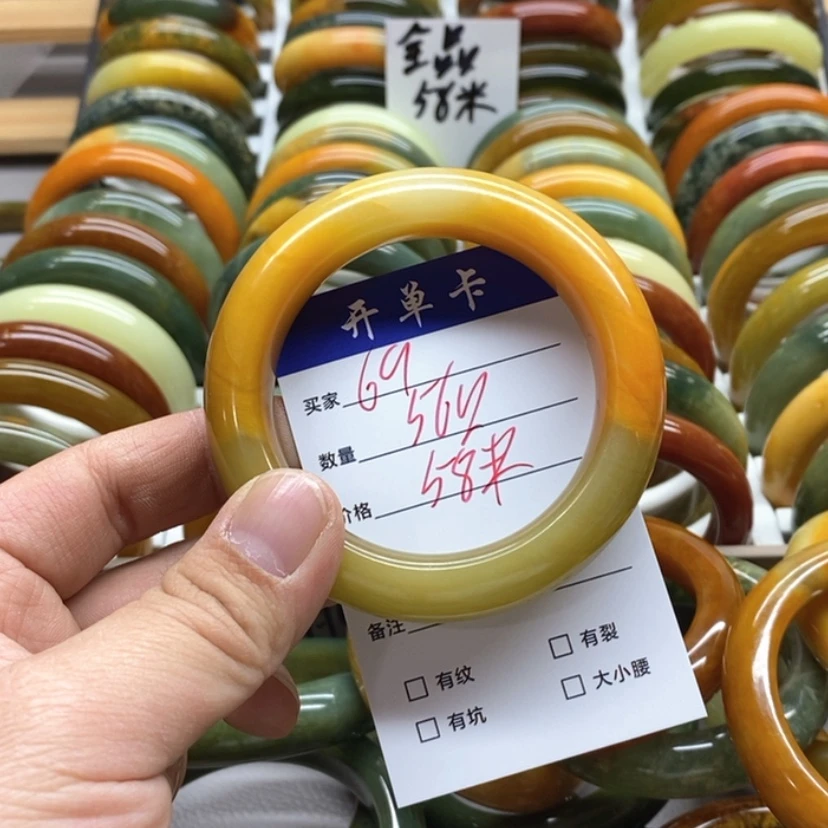 全品
58米
开单卡
买家 69
数量 56
价格 58米
备注
有纹
有裂
有坑
大小腰